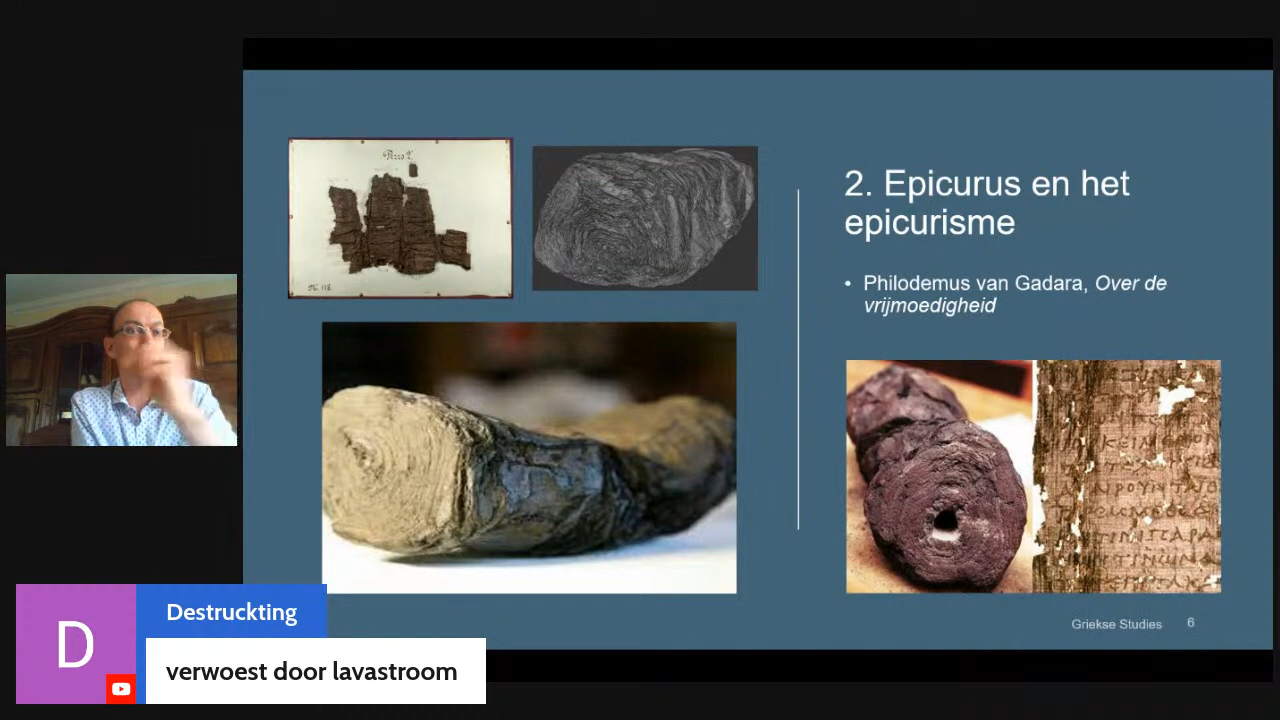 2. Epicurus en het
epicurisme
• Philodemus van Gadara, Over de
vrijmoedigheid
Griekse Studies 6
D
Destruckting
verwoest door lavastroom